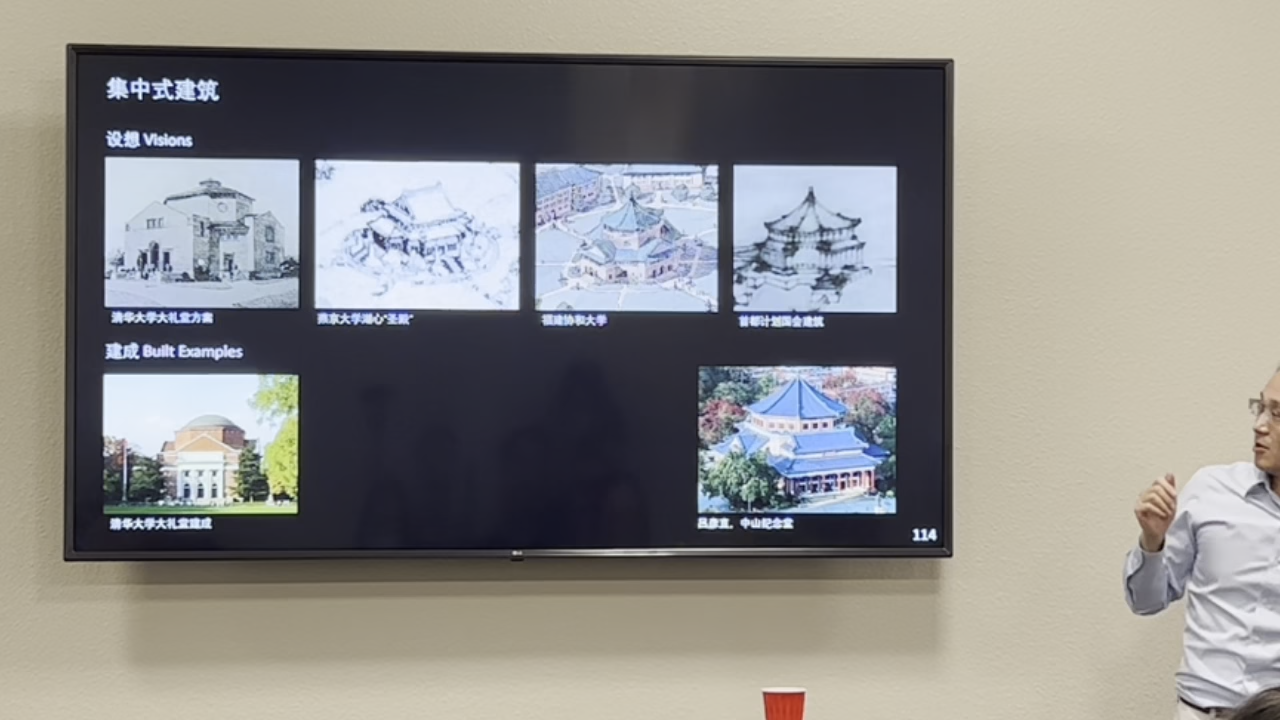 集中式建筑
设想 Visions
清华大学大礼堂方案
燕京大学湖心"圣殿"
福建协和大学
首都计划国会建筑
建成 Built Examples
清华大学大礼堂建成
吕彦直,中山纪念堂
114